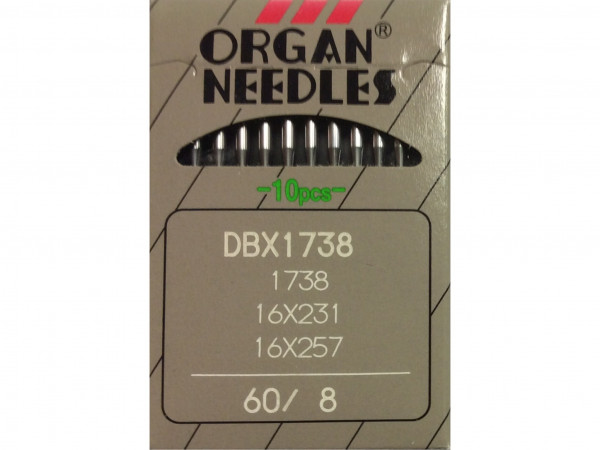 ORGAN®
NEEDLES
-10pcs-
DBX1738
1738
16X231
16X257
60/ 8